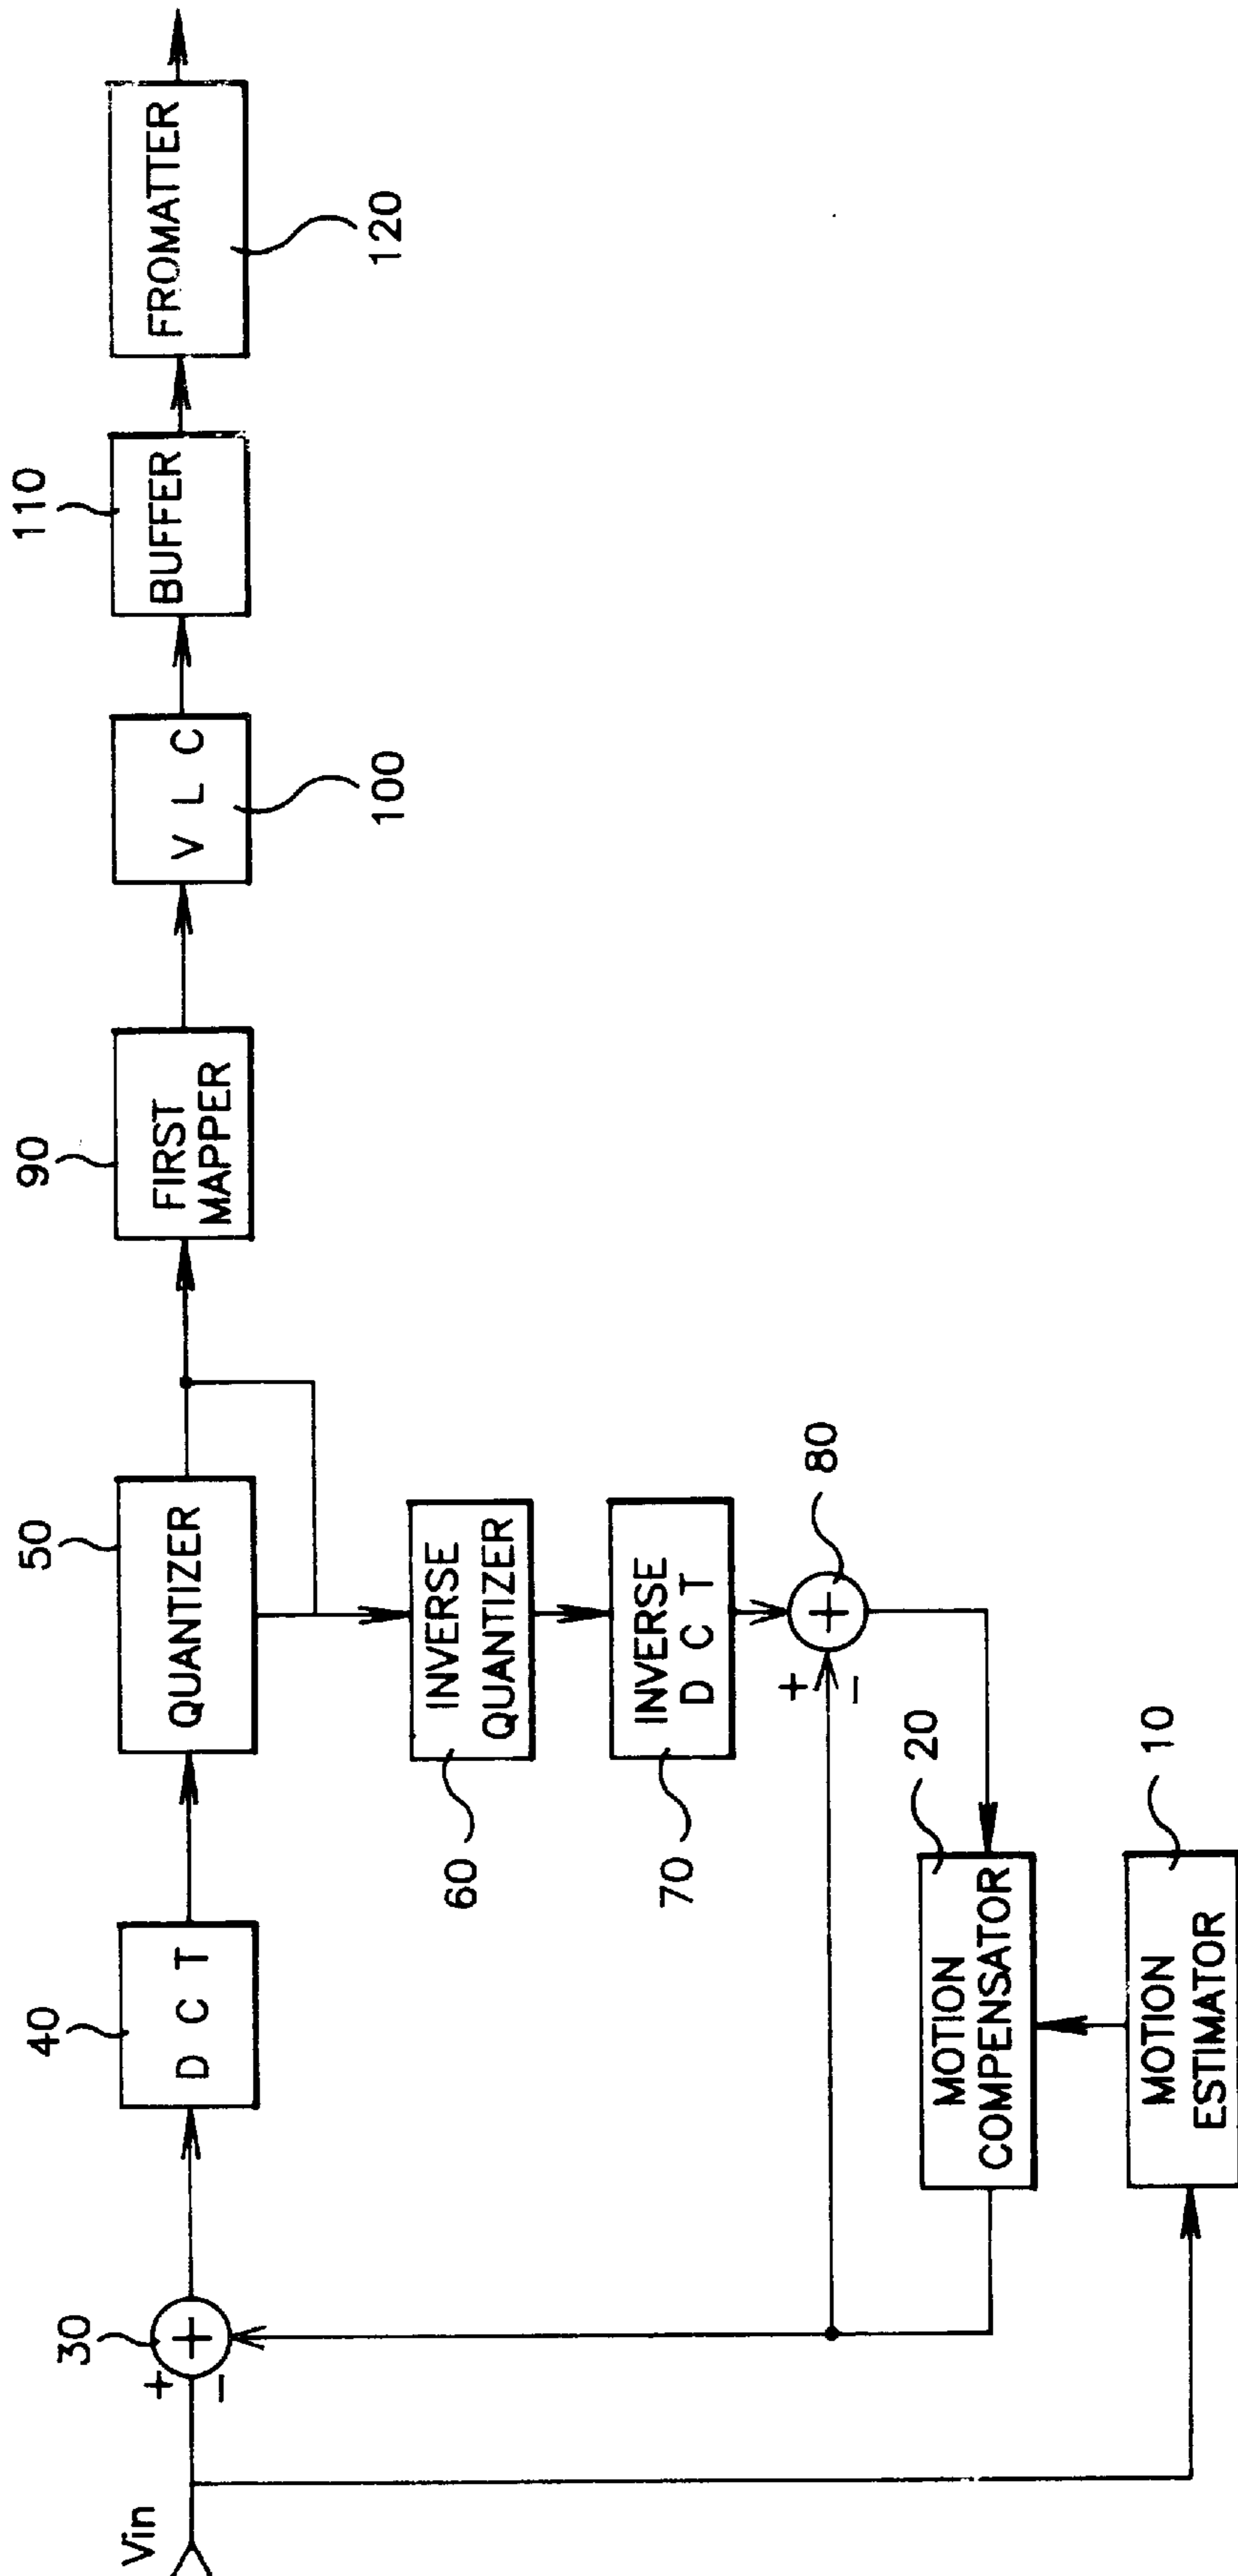 Vin
+
−
30
40
D C T
50
QUANTIZER
90
FIRST
MAPPER
100
V L C
110
BUFFER
120
FROMATTER
60
INVERSE
QUANTIZER
70
INVERSE
D C T
80
+
−
20
MOTION
COMPENSATOR
10
MOTION
ESTIMATOR